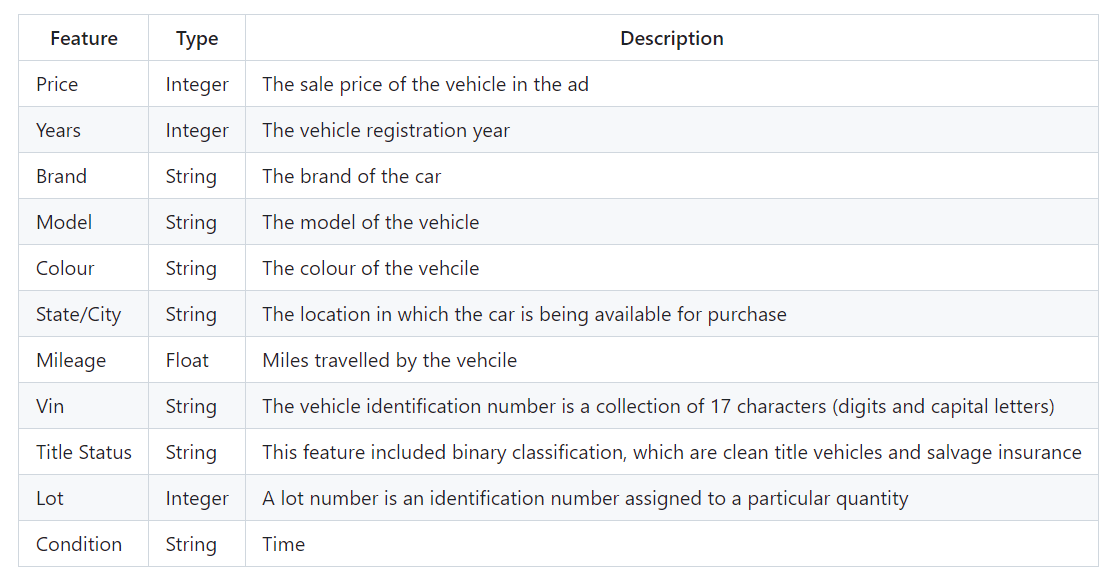 Feature Type Description
Price Integer The sale price of the vehicle in the ad
Years Integer The vehicle registration year
Brand String The brand of the car
Model String The model of the vehicle
Colour String The colour of the vehcile
State/City String The location in which the car is being available for purchase
Mileage Float Miles travelled by the vehcile
Vin String The vehicle identification number is a collection of 17 characters (digits and capital letters)
Title Status String This feature included binary classification, which are clean title vehicles and salvage insurance
Lot Integer A lot number is an identification number assigned to a particular quantity
Condition String Time